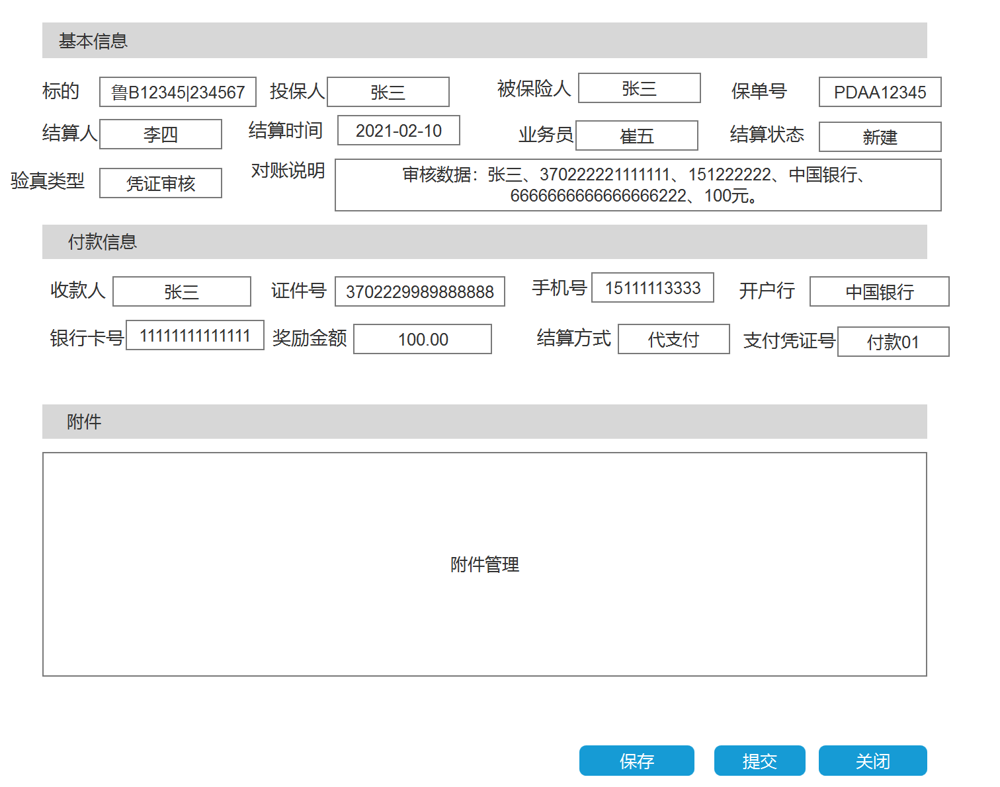 基本信息
标的 鲁B12345|234567 投保人 张三 被保险人 张三 保单号 PDAA12345
结算人 李四 结算时间 2021-02-10 业务员 崔五 结算状态 新建
验真类型 凭证审核 对账说明 审核数据：张三、370222221111111、151222222、中国银行、
6666666666666666222、100元。
付款信息
收款人 张三 证件号 3702229989888888 手机号 15111113333 开户行 中国银行
银行卡号 11111111111111 奖励金额 100.00 结算方式 代支付 支付凭证号 付款01
附件
附件管理
保存 提交 关闭